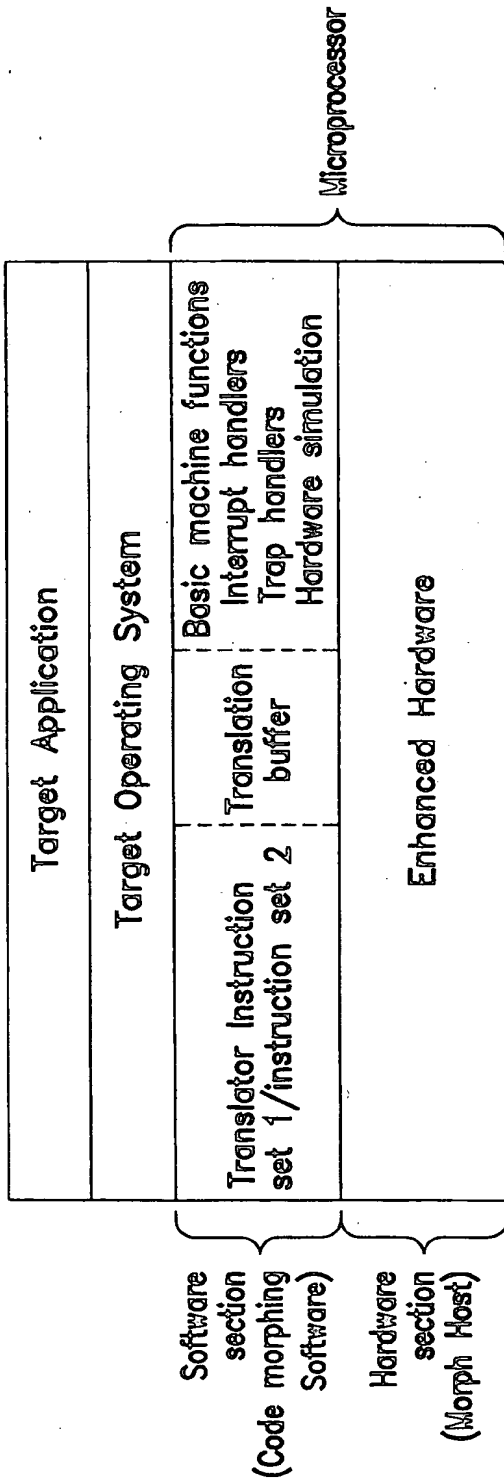 Target Application
Target Operating System
Software
section
(Code morphing
Software)
Translator Instruction
set 1/instruction set 2
Translation
buffer
Basic machine functions
Interrupt handlers
Trap handlers
Hardware simulation
Microprocessor
Hardware
section
(Morph Host)
Enhanced Hardware